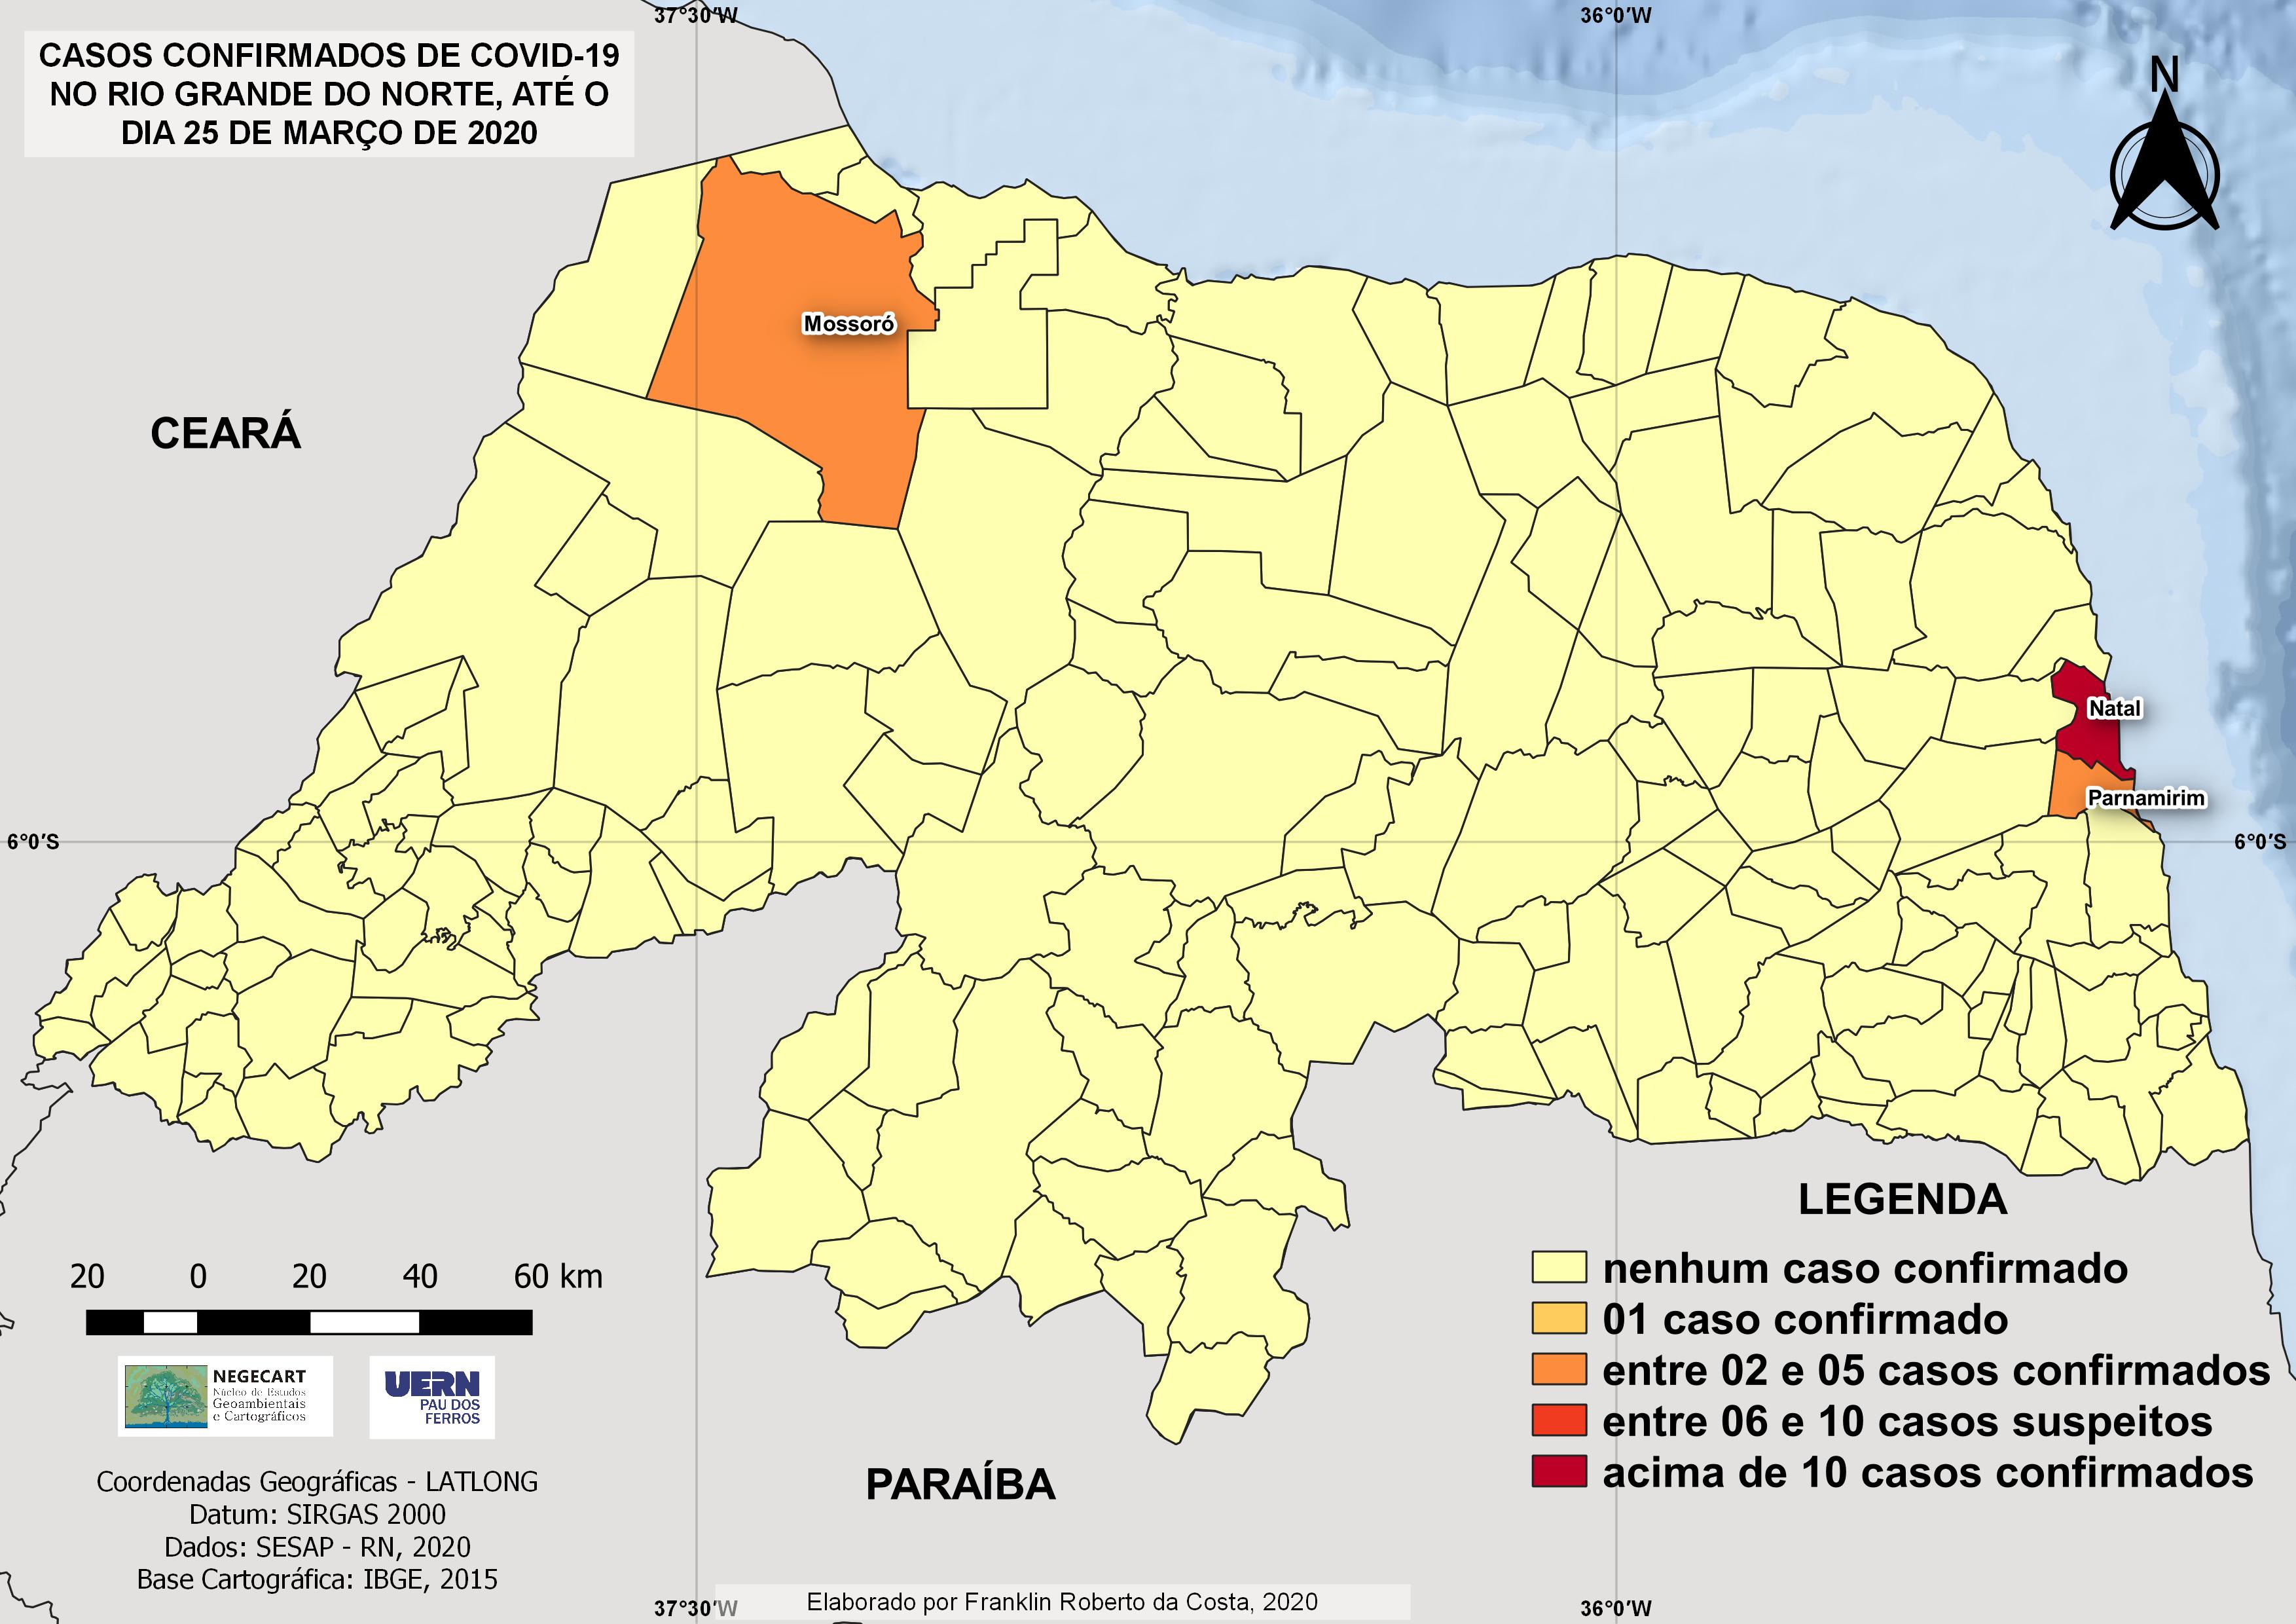 37°30′W
36°0′W
CASOS CONFIRMADOS DE COVID-19
NO RIO GRANDE DO NORTE, ATÉ O
DIA 25 DE MARÇO DE 2020
N
Mossoró
CEARÁ
Natal
Parnamirim
6°0′S
6°0′S
LEGENDA
nenhum caso confirmado
01 caso confirmado
entre 02 e 05 casos confirmados
entre 06 e 10 casos suspeitos
acima de 10 casos confirmados
20 0 20 40 60 km
NEGECART
Núcleo de Estudos
Geoambientais
e Cartográficos
UERN
PAU DOS
FERROS
PARAÍBA
Coordenadas Geográficas - LATLONG
Datum: SIRGAS 2000
Dados: SESAP - RN, 2020
Base Cartográfica: IBGE, 2015
Elaborado por Franklin Roberto da Costa, 2020
37°30′W
36°0′W